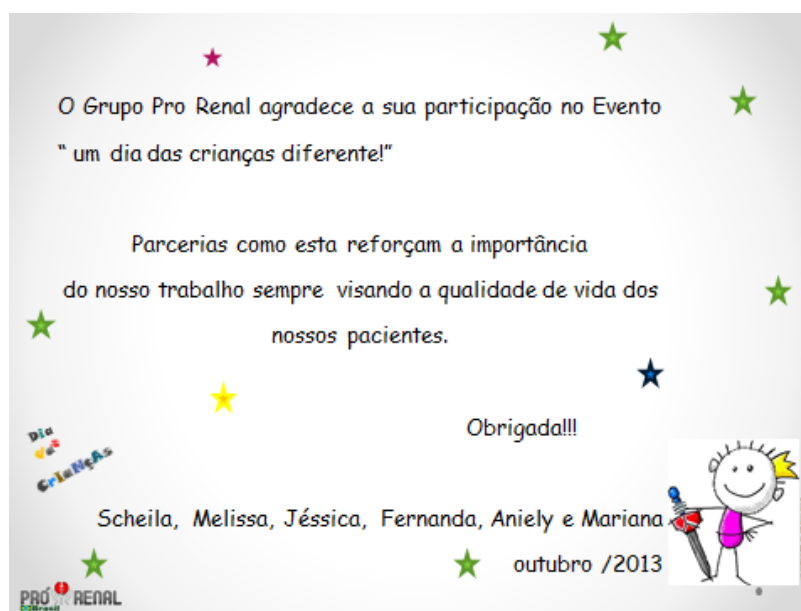 O Grupo Pro Renal agradece a sua participação no Evento
“ um dia das crianças diferente!”
Parcerias como esta reforçam a importância
do nosso trabalho sempre visando a qualidade de vida dos
nossos pacientes.
Obrigada!!!
Dia
das
CriaNçAs
Scheila, Melissa, Jéssica, Fernanda, Aniely e Mariana
outubro /2013
PRÓ RENAL
Brasil